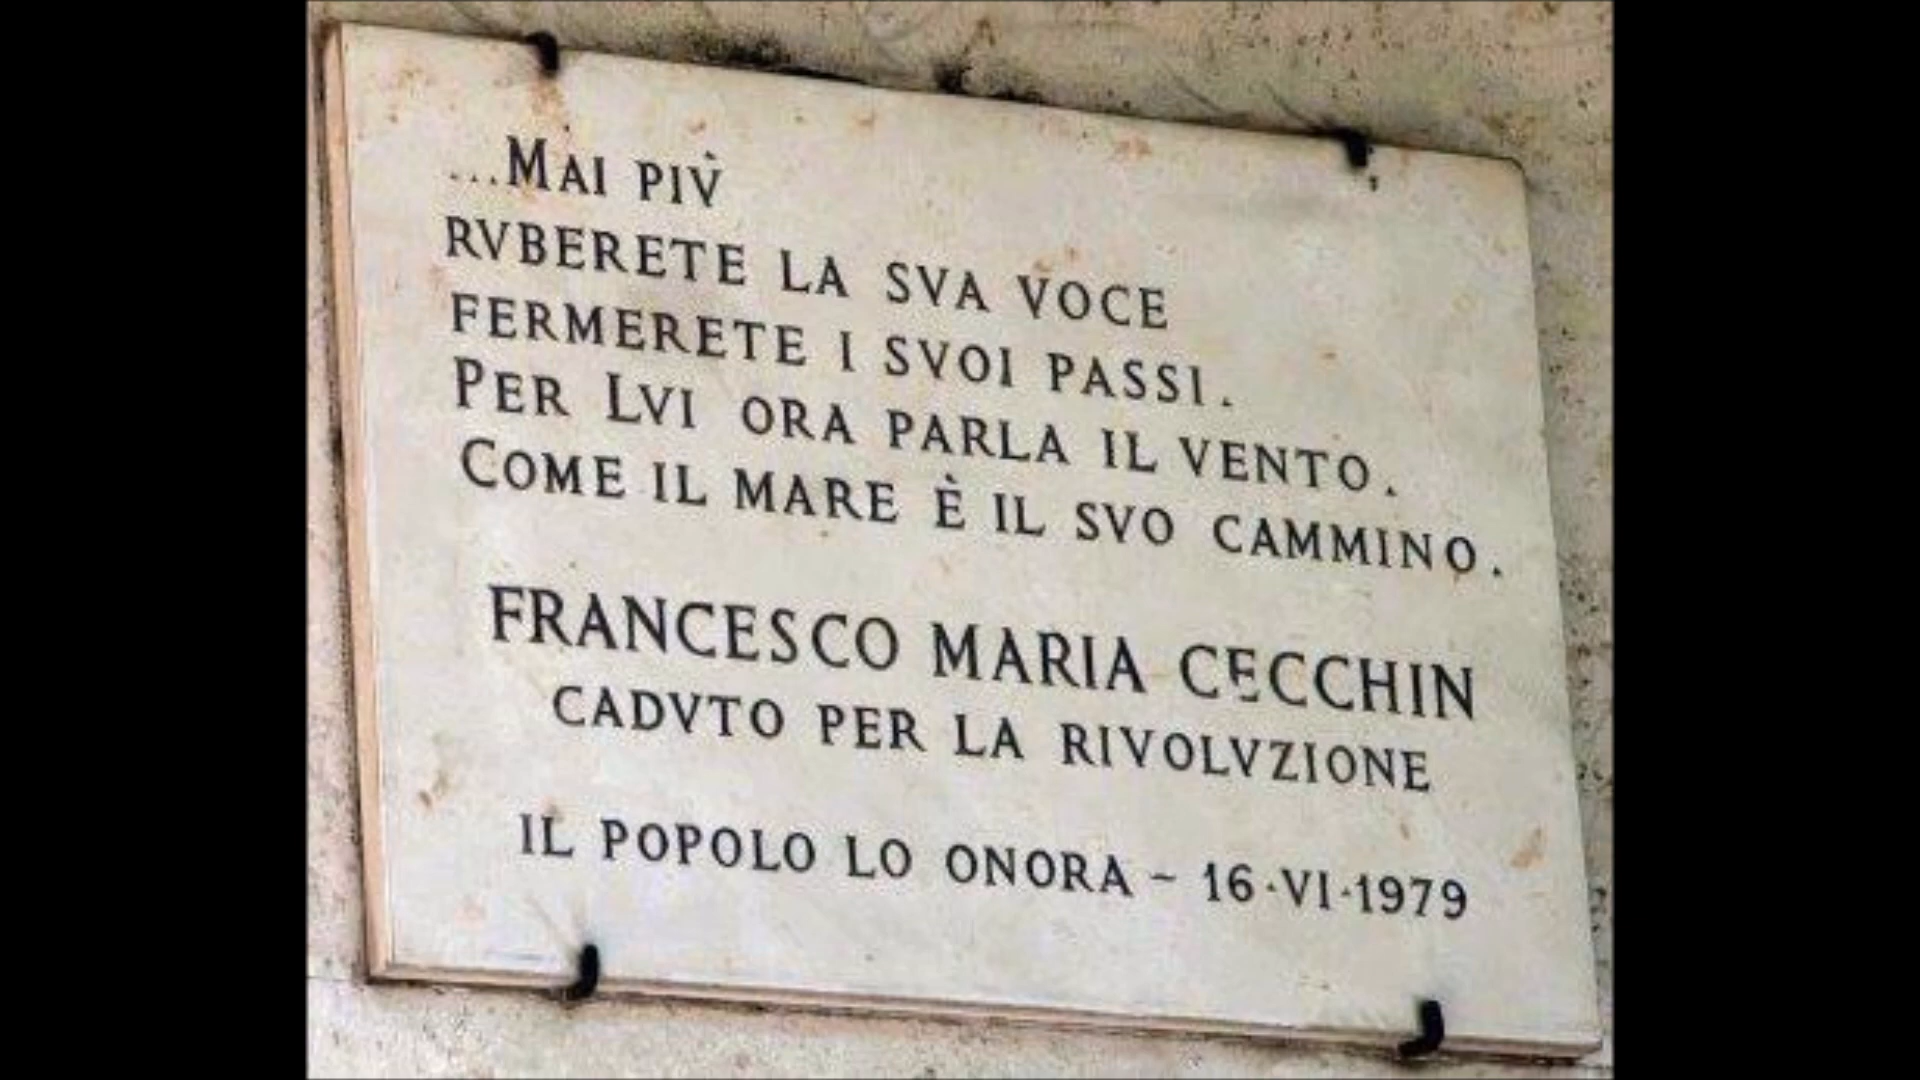 ...MAI PIV̀
RVBERETE LA SVA VOCE
FERMERETE I SVOI PASSI.
PER LVI ORA PARLA IL VENTO.
COME IL MARE È IL SVO CAMMINO.
FRANCESCO MARIA CECCHIN
CADVTO PER LA RIVOLVZIONE
IL POPOLO LO ONORA - 16·VI·1979